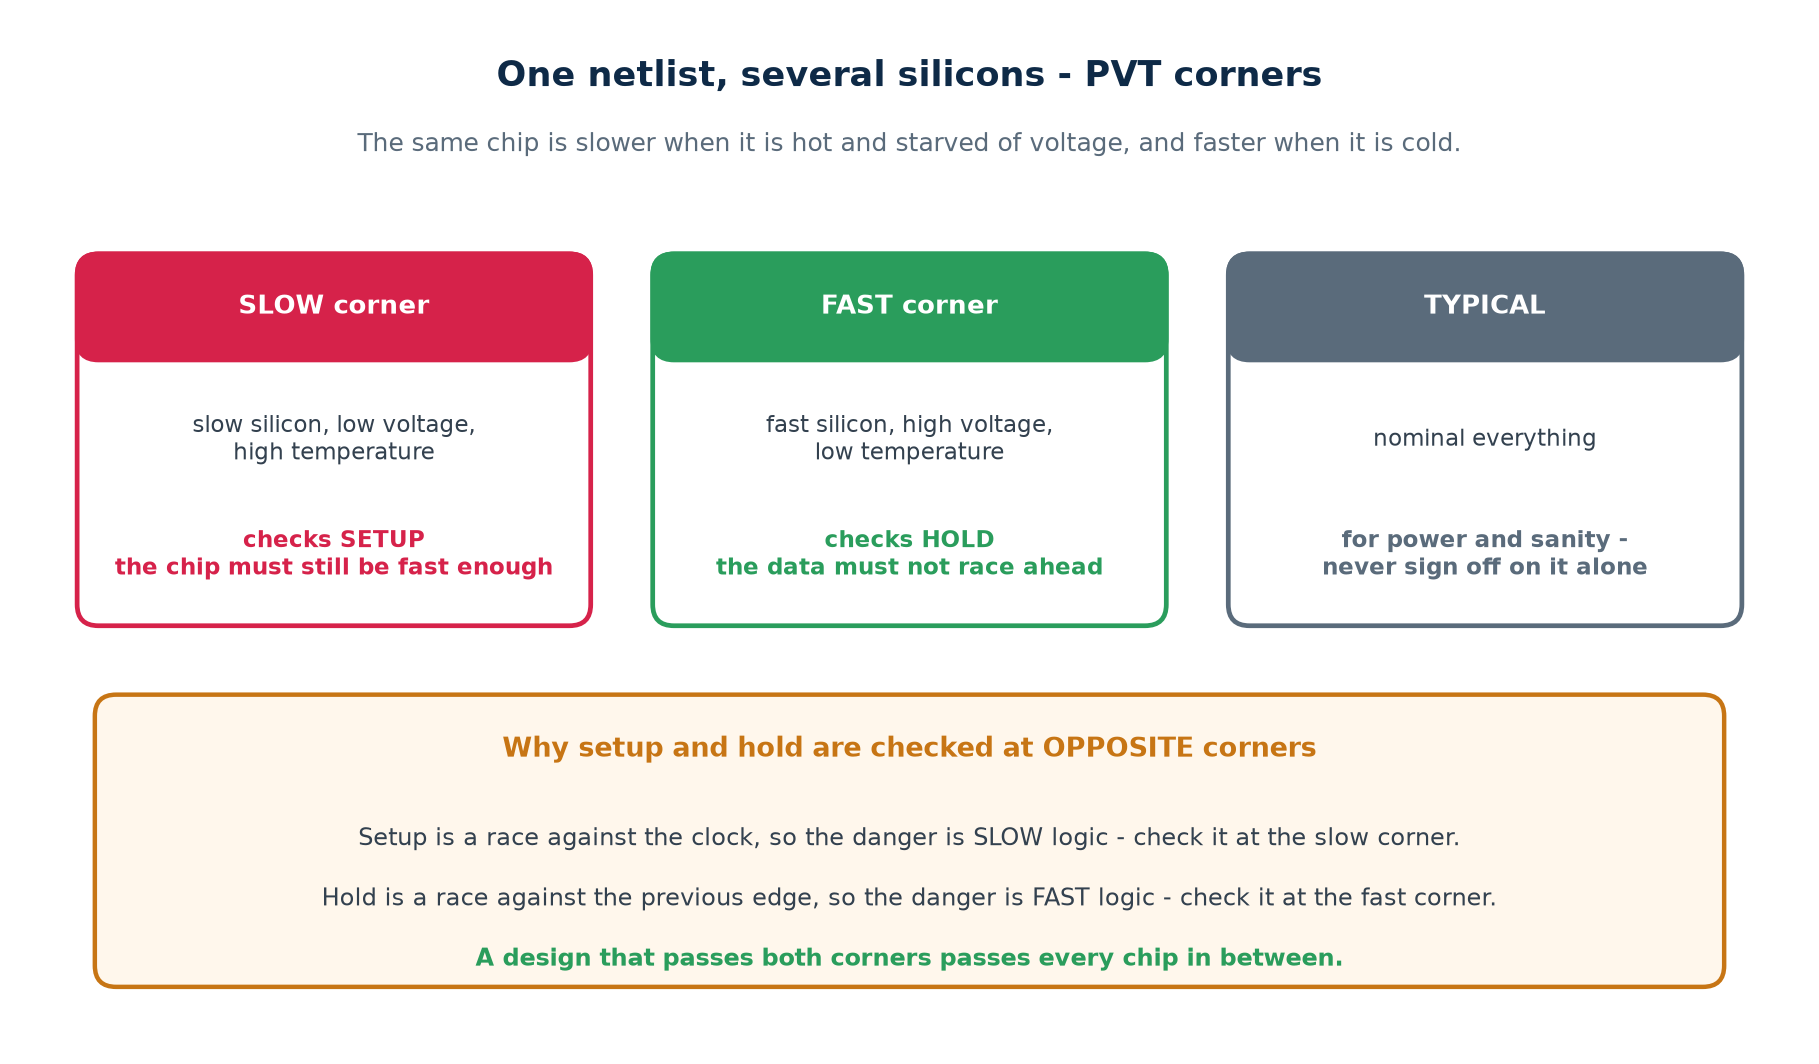 One netlist, several silicons - PVT corners
The same chip is slower when it is hot and starved of voltage, and faster when it is cold.
SLOW corner
slow silicon, low voltage,
high temperature
checks SETUP
the chip must still be fast enough
FAST corner
fast silicon, high voltage,
low temperature
checks HOLD
the data must not race ahead
TYPICAL
nominal everything
for power and sanity -
never sign off on it alone
Why setup and hold are checked at OPPOSITE corners
Setup is a race against the clock, so the danger is SLOW logic - check it at the slow corner.
Hold is a race against the previous edge, so the danger is FAST logic - check it at the fast corner.
A design that passes both corners passes every chip in between.